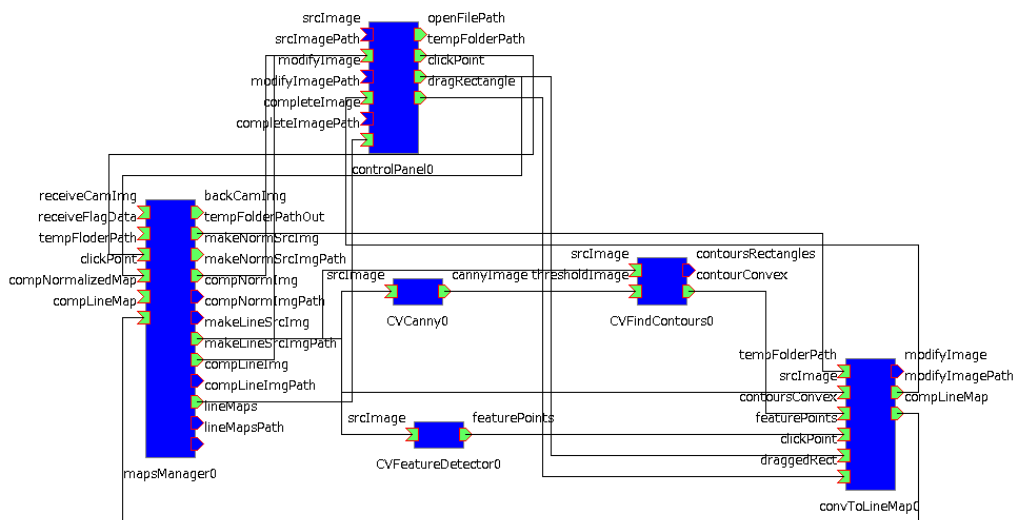 srcImage
srcImagePath
modifyImage
modifyImagePath
completeImage
completeImagePath
openFilePath
tempFolderPath
clickPoint
dragRectangle
controlPanel0
receiveCamImg
receiveFlagData
tempFloderPath
clickPoint
compNormalizedMap
compLineMap
backCamImg
tempFolderPathOut
makeNormSrcImg
makeNormSrcImgPath
compNormImg
compNormImgPath
makeLineSrcImg
makeLineSrcImgPath
compLineImg
compLineImgPath
lineMaps
lineMapsPath
mapsManager0
srcImage
cannyImage
CVCanny0
srcImage
thresholdImage
contoursRectangles
contourConvex
CVFindContours0
srcImage
featurePoints
CVFeatureDetector0
tempFolderPath
srcImage
contoursConvex
featurePoints
clickPoint
draggedRect
modifyImage
modifyImagePath
compLineMap
convToLineMap0